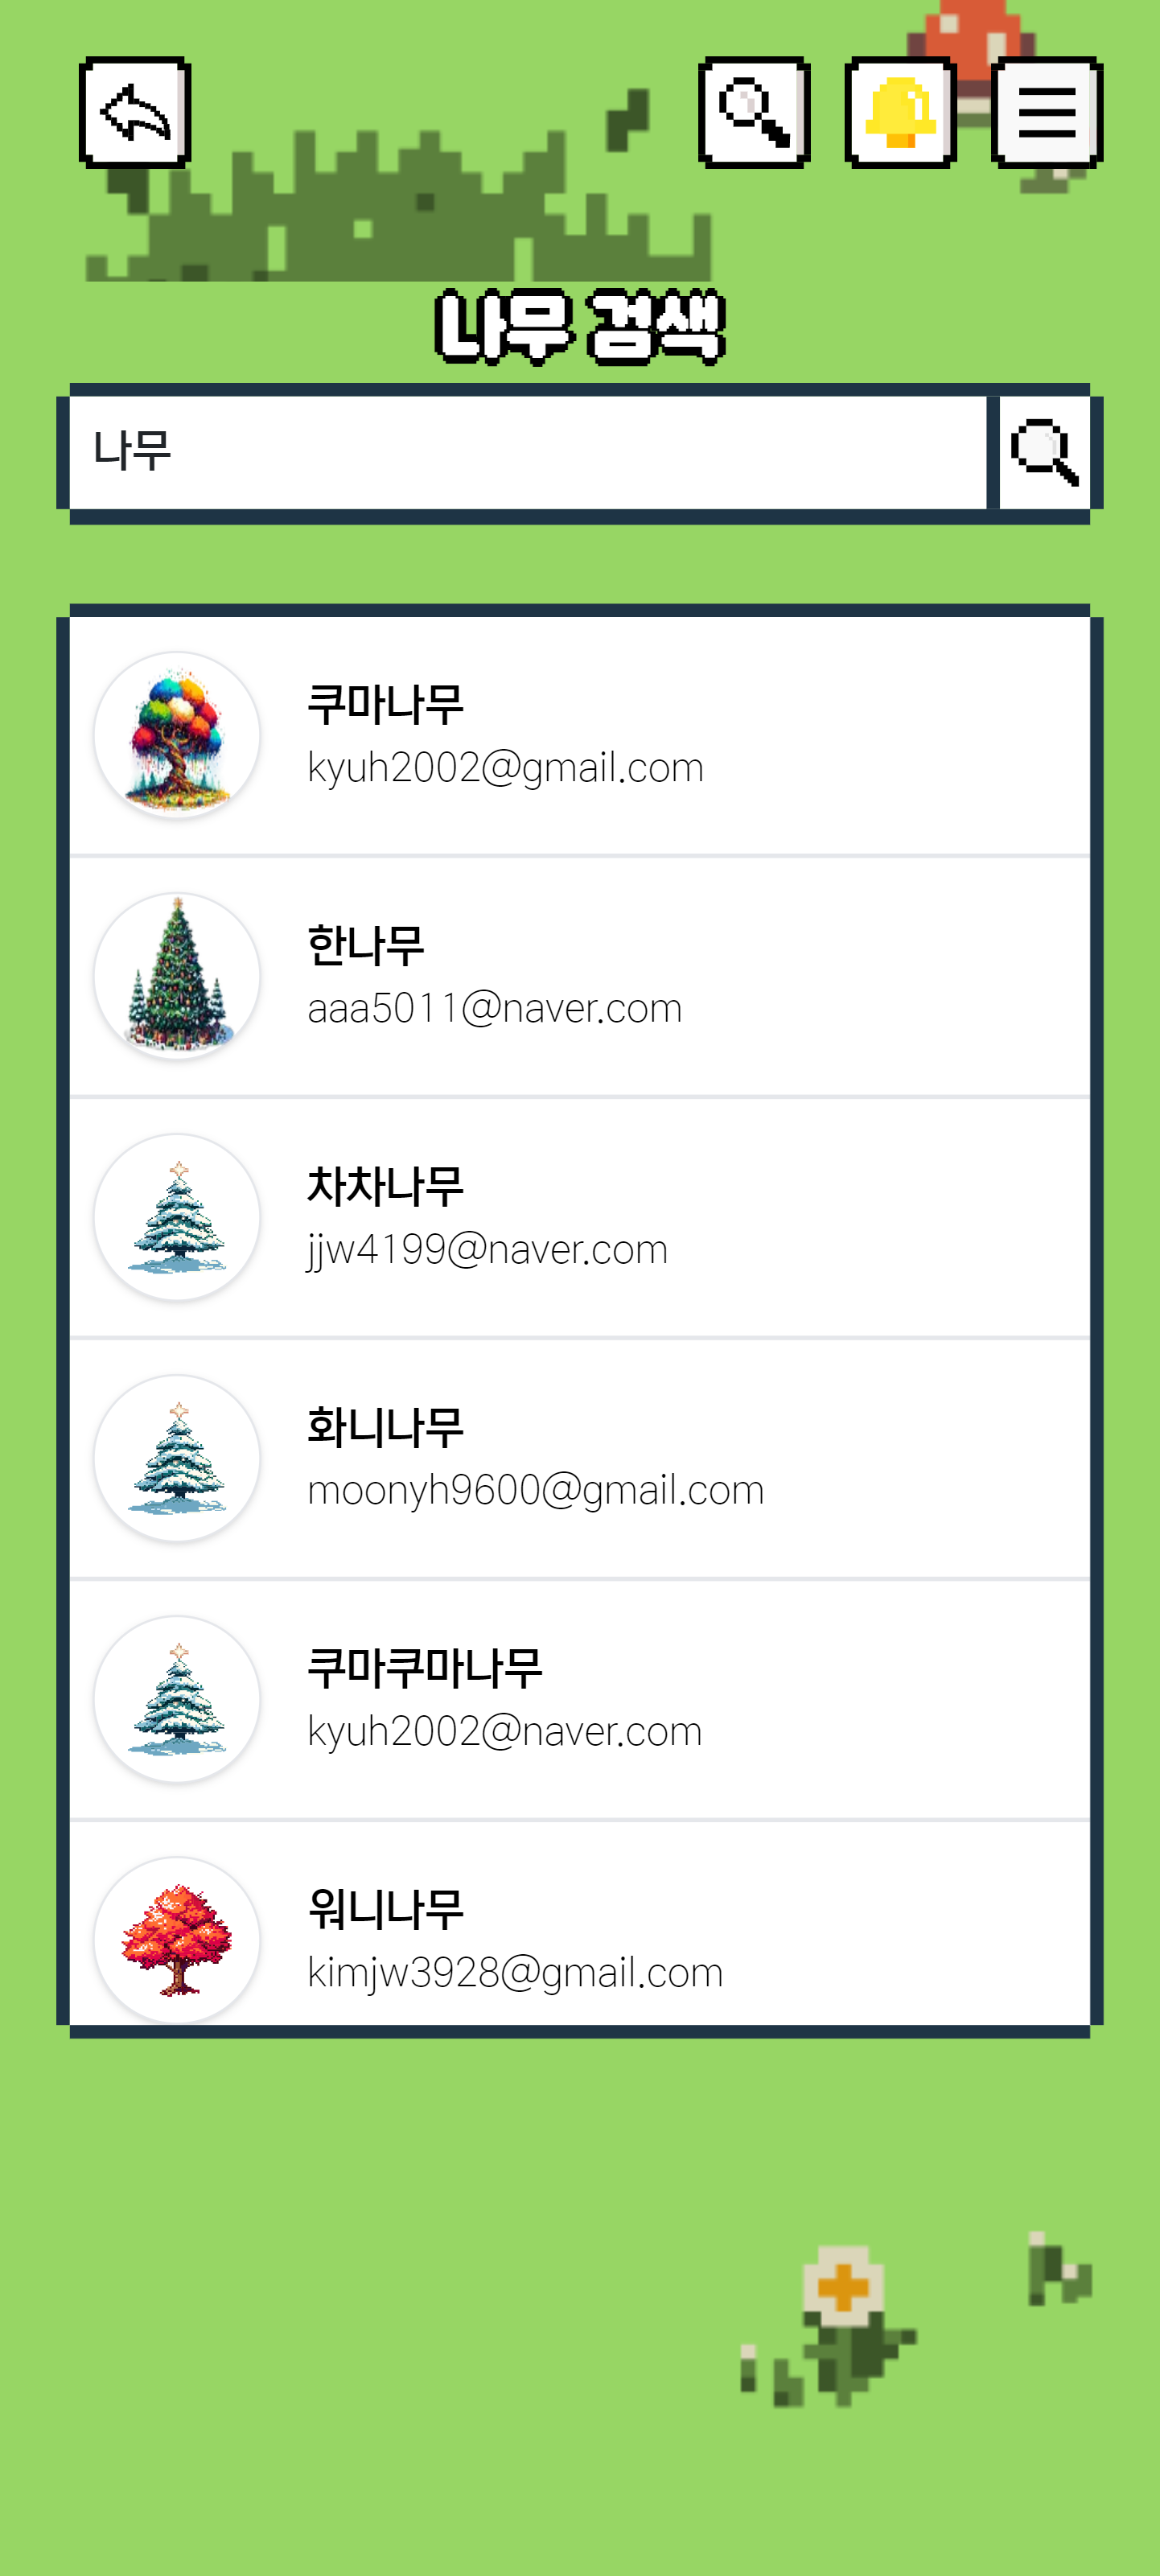 나무 검색
나무
쿠마나무
kyuh2002@gmail.com
한나무
aaa5011@naver.com
차차나무
jjw4199@naver.com
화니나무
moonyh9600@gmail.com
쿠마쿠마나무
kyuh2002@naver.com
워니나무
kimjw3928@gmail.com